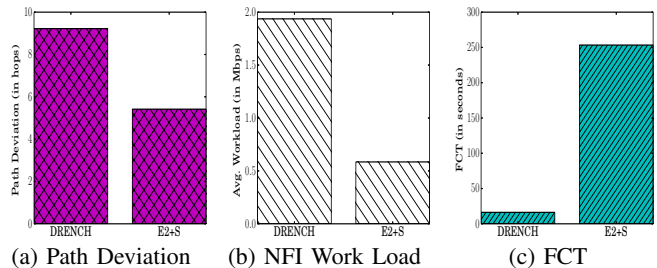 Path Deviation (in hops)
10
8
6
4
2
0
DRENCH E2+S
(a) Path Deviation
Avg. Workload (in Mbps)
2.0
1.5
1.0
0.5
0.0
DRENCH E2+S
(b) NFI Work Load
FCT (in seconds)
300
250
200
150
100
50
0
DRENCH E2+S
(c) FCT